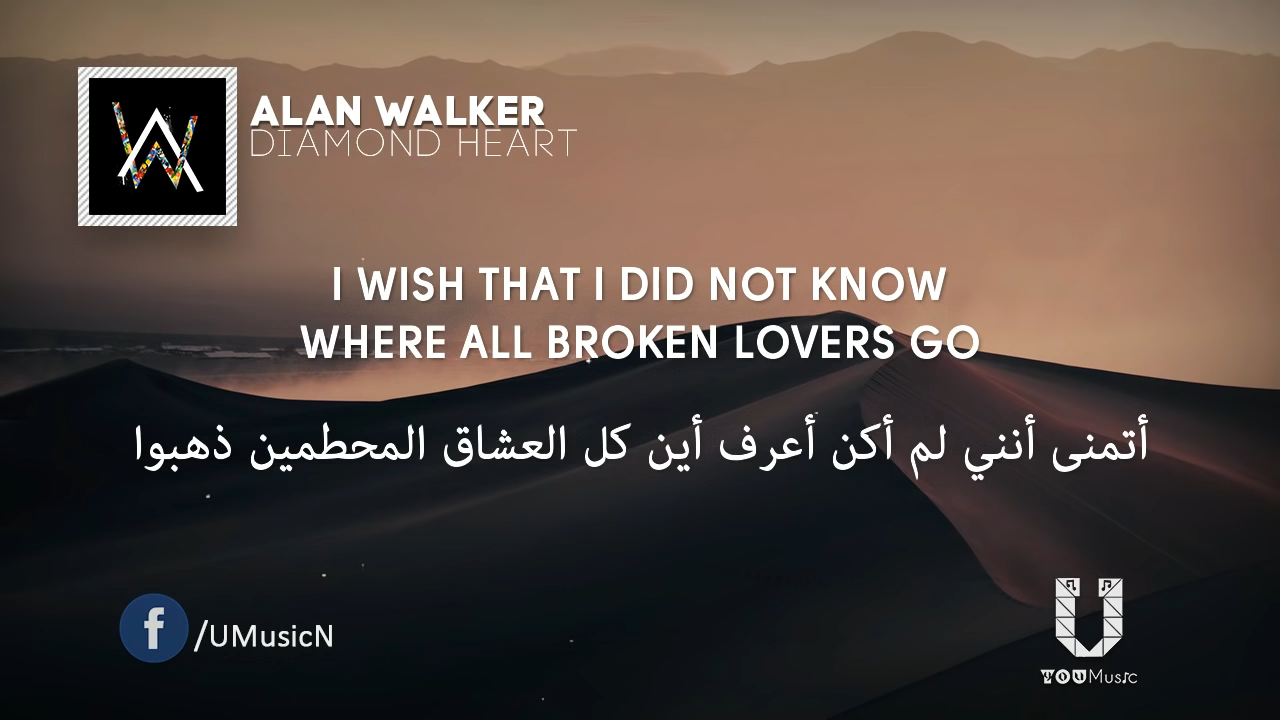 ALAN WALKER
DIAMOND HEART
I WISH THAT I DID NOT KNOW
WHERE ALL BROKEN LOVERS GO
أتمنى أنني لم أكن أعرف أين كل العشاق المحطمين ذهبوا
/UMusicN
YOUMusic